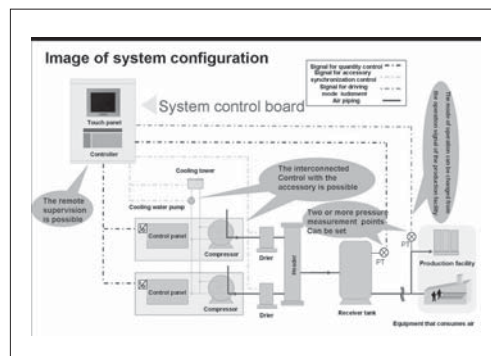 Image of system configuration
Signal for quantity control
Signal for accessory
synchronization control
Signal for driving
mode judgment
Air piping
System control board
Touch panel
Controller
Cooling tower
The interconnected
Control with the
accessory is possible
The mode of operation can be changed from
the operation signal of the production facility
The remote
supervision
is possible
Cooling water pump
Two or more pressure
measurement points
Can be set
Control panel
Compressor
Drier
Header
PT
PT
Production facility
Control panel
Compressor
Drier
Receiver tank
Equipment that consumes air